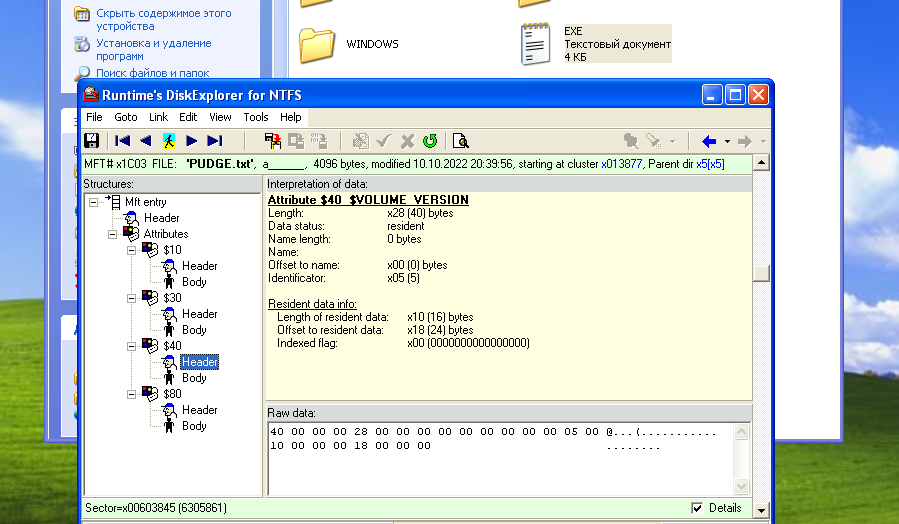 Скрыть содержимое этого
устройства
Установка и удаление
программ
Поиск файлов и папок
WINDOWS
EXE
Текстовый документ
4 КБ
Runtime's DiskExplorer for NTFS
File Goto Link Edit View Tools Help
MFT# x1C03 FILE: 'PUDGE.txt', a______, 4096 bytes, modified 10.10.2022 20:39:56, starting at cluster x013877, Parent dir x5[x5]
Structures:
Mft entry
Header
Attributes
$10
Header
Body
$30
Header
Body
$40
Header
Body
$80
Header
Body
Interpretation of data:
Attribute $40 $VOLUME_VERSION
Length: x28 (40) bytes
Data status: resident
Name length: 0 bytes
Name:
Offset to name: x00 (0) bytes
Identificator: x05 (5)
Resident data info:
Length of resident data: x10 (16) bytes
Offset to resident data: x18 (24) bytes
Indexed flag: x00 (0000000000000000)
Raw data:
40 00 00 00 28 00 00 00 00 00 00 00 00 00 05 00 @...(...........
10 00 00 00 18 00 00 00 ........
Sector=x00603845 (6305861)
Details